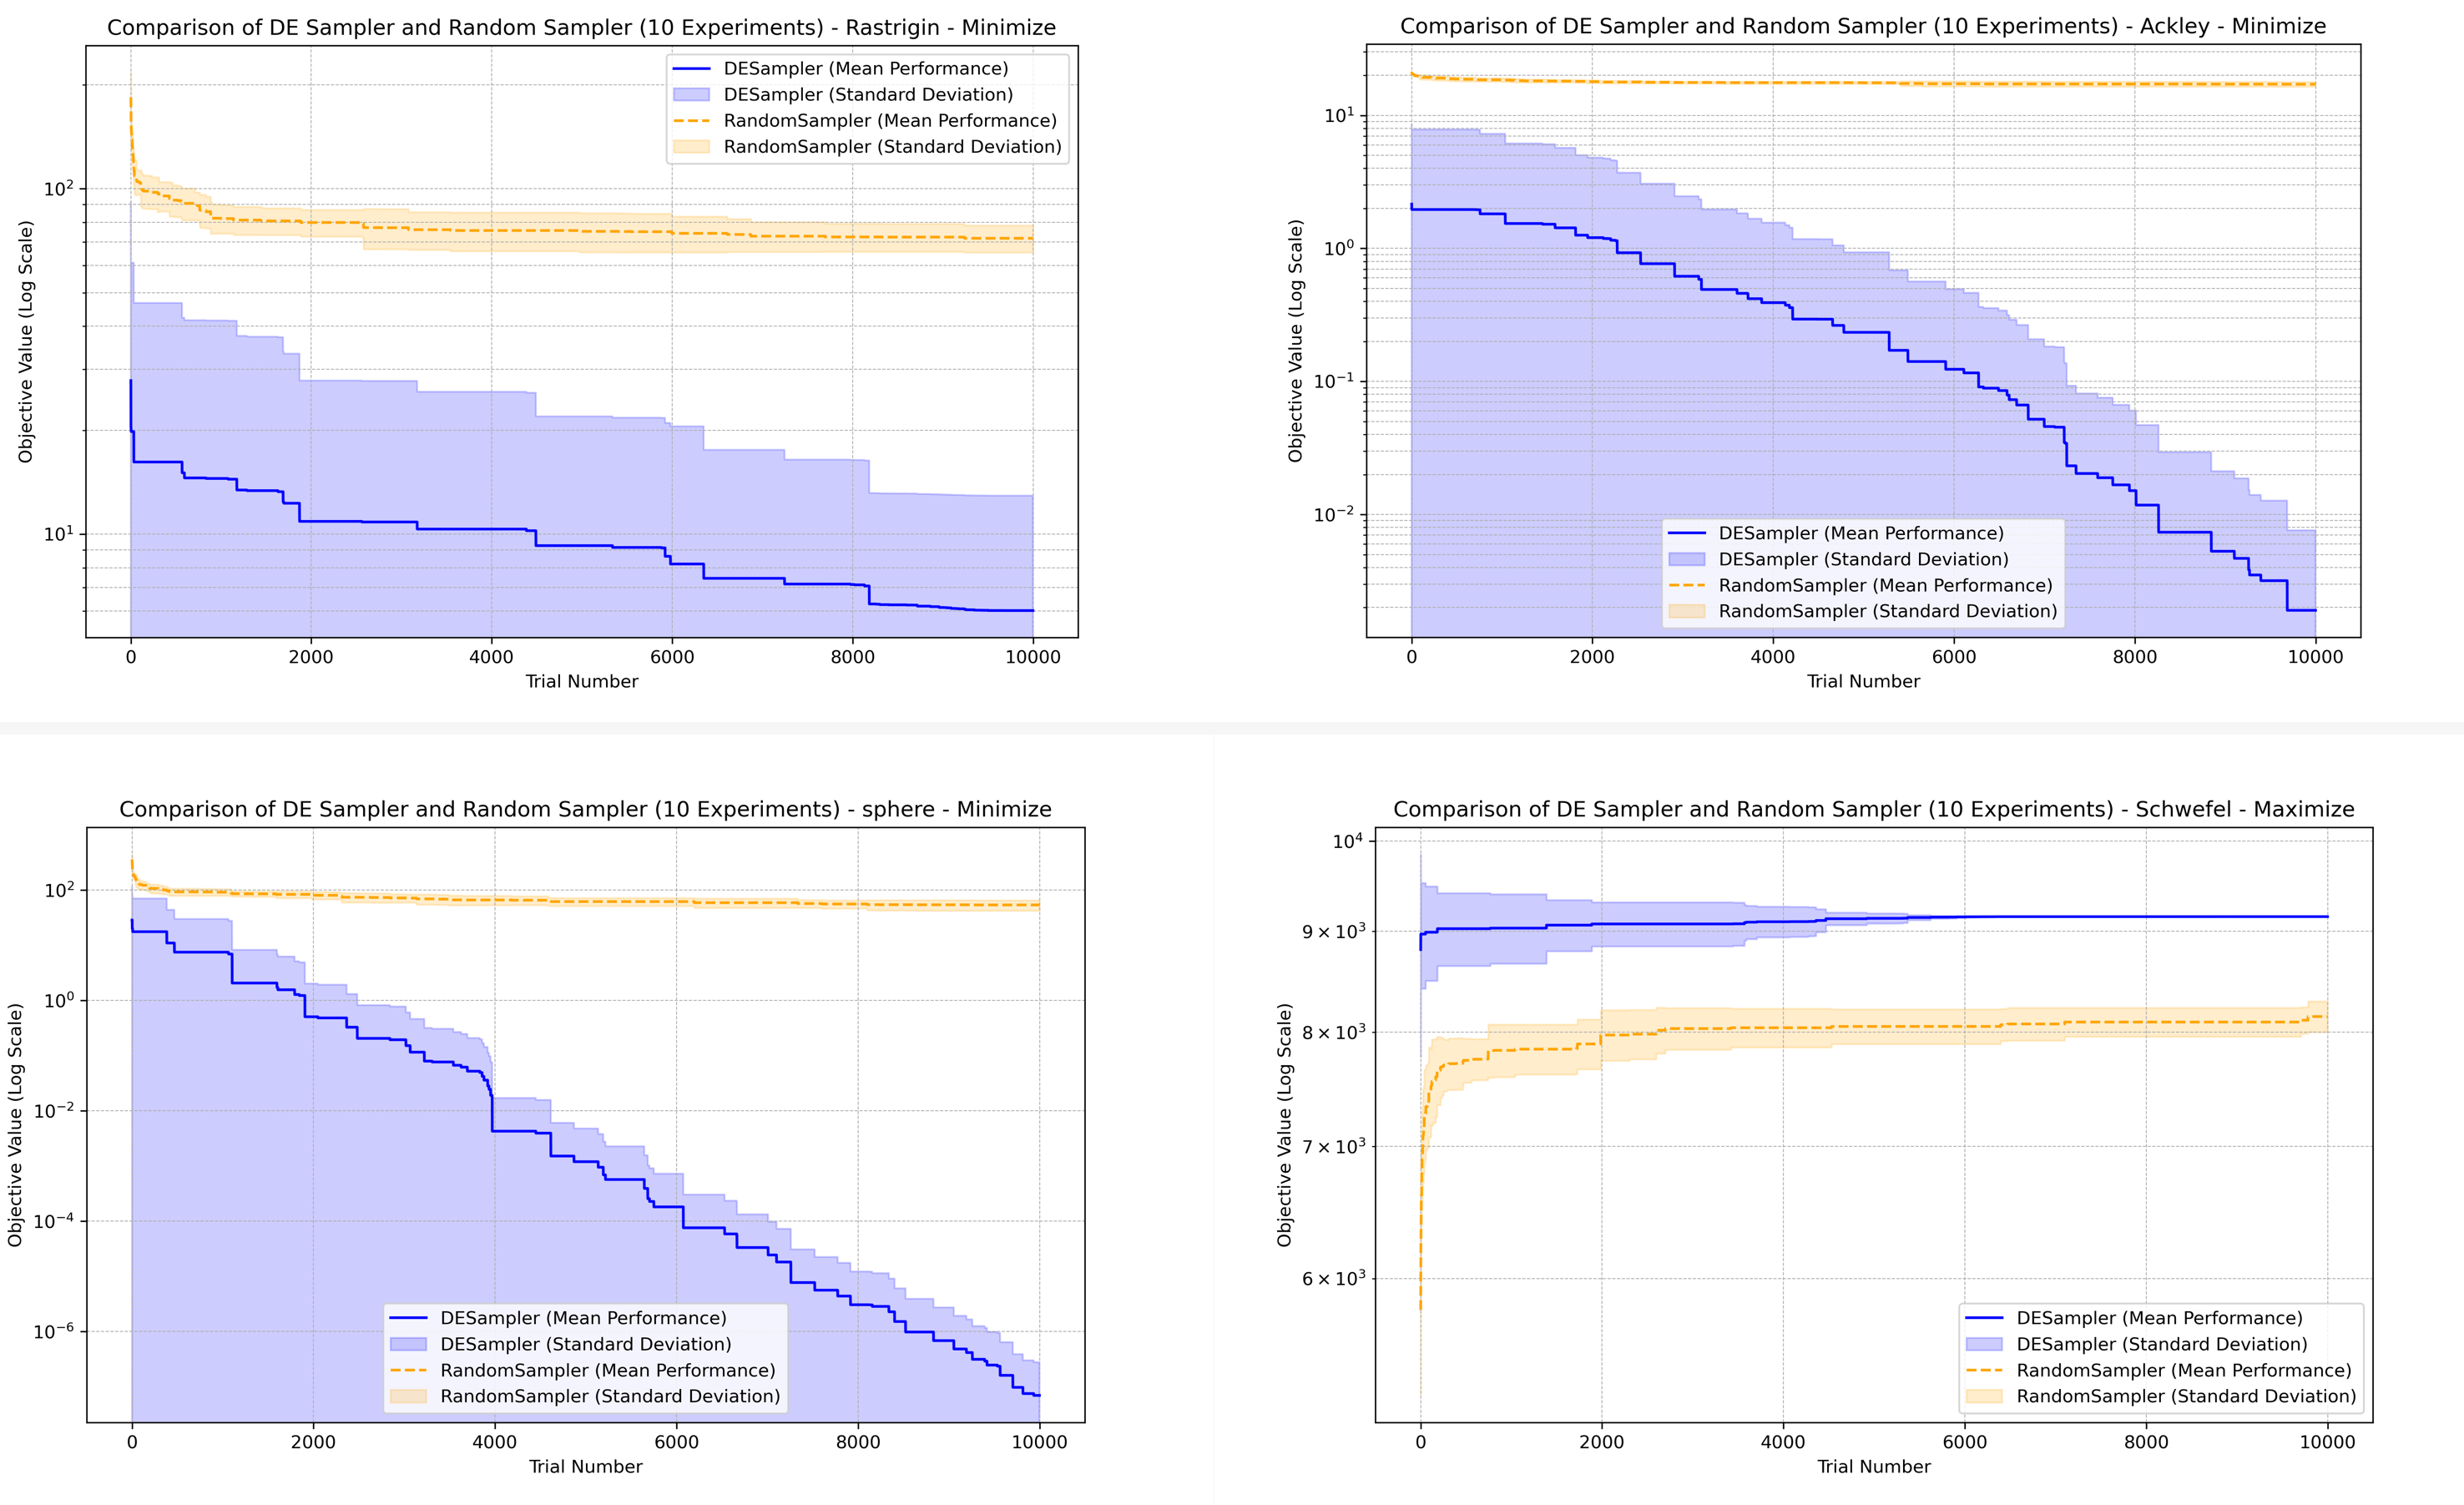 Comparison of DE Sampler and Random Sampler (10 Experiments) - Rastrigin - Minimize
Objective Value (Log Scale)
10²
10¹
0 2000 4000 6000 8000 10000
Trial Number
DESampler (Mean Performance)
DESampler (Standard Deviation)
RandomSampler (Mean Performance)
RandomSampler (Standard Deviation)
Comparison of DE Sampler and Random Sampler (10 Experiments) - Ackley - Minimize
Objective Value (Log Scale)
10¹
10⁰
10⁻¹
10⁻²
0 2000 4000 6000 8000 10000
Trial Number
DESampler (Mean Performance)
DESampler (Standard Deviation)
RandomSampler (Mean Performance)
RandomSampler (Standard Deviation)
Comparison of DE Sampler and Random Sampler (10 Experiments) - sphere - Minimize
Objective Value (Log Scale)
10²
10⁰
10⁻²
10⁻⁴
10⁻⁶
0 2000 4000 6000 8000 10000
Trial Number
DESampler (Mean Performance)
DESampler (Standard Deviation)
RandomSampler (Mean Performance)
RandomSampler (Standard Deviation)
Comparison of DE Sampler and Random Sampler (10 Experiments) - Schwefel - Maximize
Objective Value (Log Scale)
10⁴
9 × 10³
8 × 10³
7 × 10³
6 × 10³
0 2000 4000 6000 8000 10000
Trial Number
DESampler (Mean Performance)
DESampler (Standard Deviation)
RandomSampler (Mean Performance)
RandomSampler (Standard Deviation)